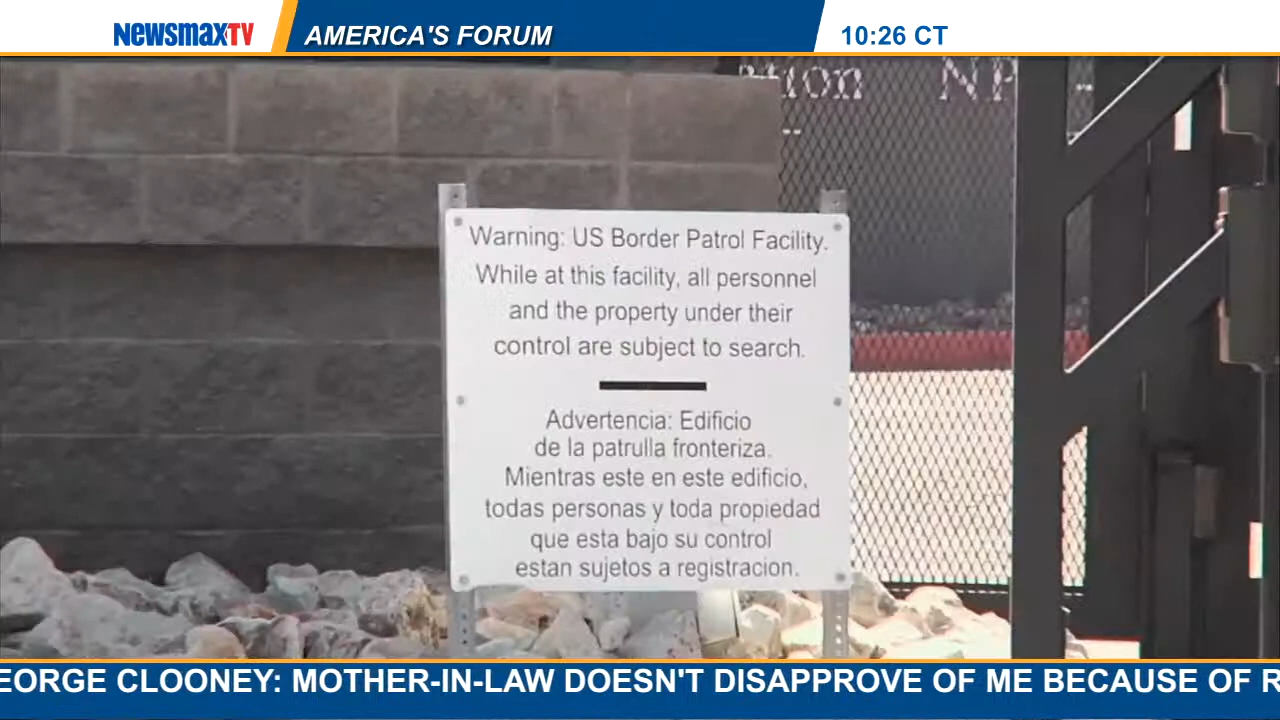 NEWSMAXTV
AMERICA'S FORUM
10:26 CT
NP
Warning: US Border Patrol Facility.
While at this facility, all personnel
and the property under their
control are subject to search.
Advertencia: Edificio
de la patrulla fronteriza.
Mientras este en este edificio,
todas personas y toda propiedad
que esta bajo su control
estan sujetos a registracion.
EORGE CLOONEY: MOTHER-IN-LAW DOESN'T DISAPPROVE OF ME BECAUSE OF R